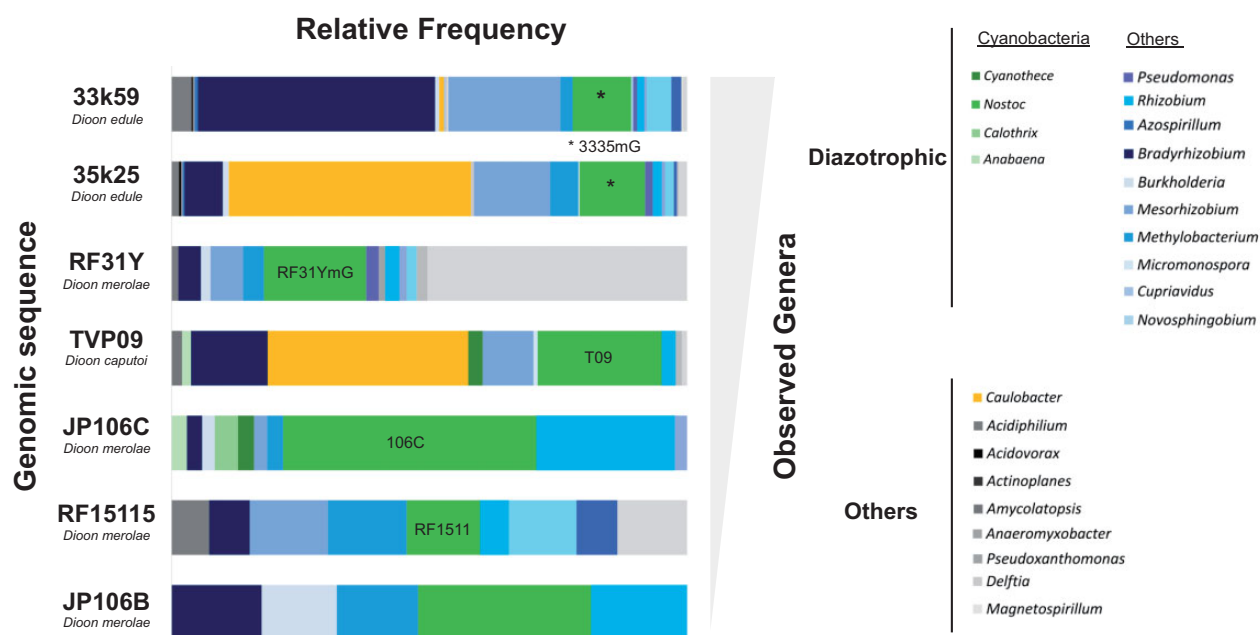 Relative Frequency
Genomic sequence
33k59
Dioon edule
*
* 3335mG
35k25
Dioon edule
*
RF31Y
Dioon merolae
RF31YmG
TVP09
Dioon caputoi
T09
JP106C
Dioon merolae
106C
RF15115
Dioon merolae
RF1511
JP106B
Dioon merolae
Observed Genera
Diazotrophic
Cyanobacteria
Cyanothece
Nostoc
Calothrix
Anabaena
Others
Pseudomonas
Rhizobium
Azospirillum
Bradyrhizobium
Burkholderia
Mesorhizobium
Methylobacterium
Micromonospora
Cupriavidus
Novosphingobium
Others
Caulobacter
Acidiphilium
Acidovorax
Actinoplanes
Amycolatopsis
Anaeromyxobacter
Pseudoxanthomonas
Delftia
Magnetospirillum